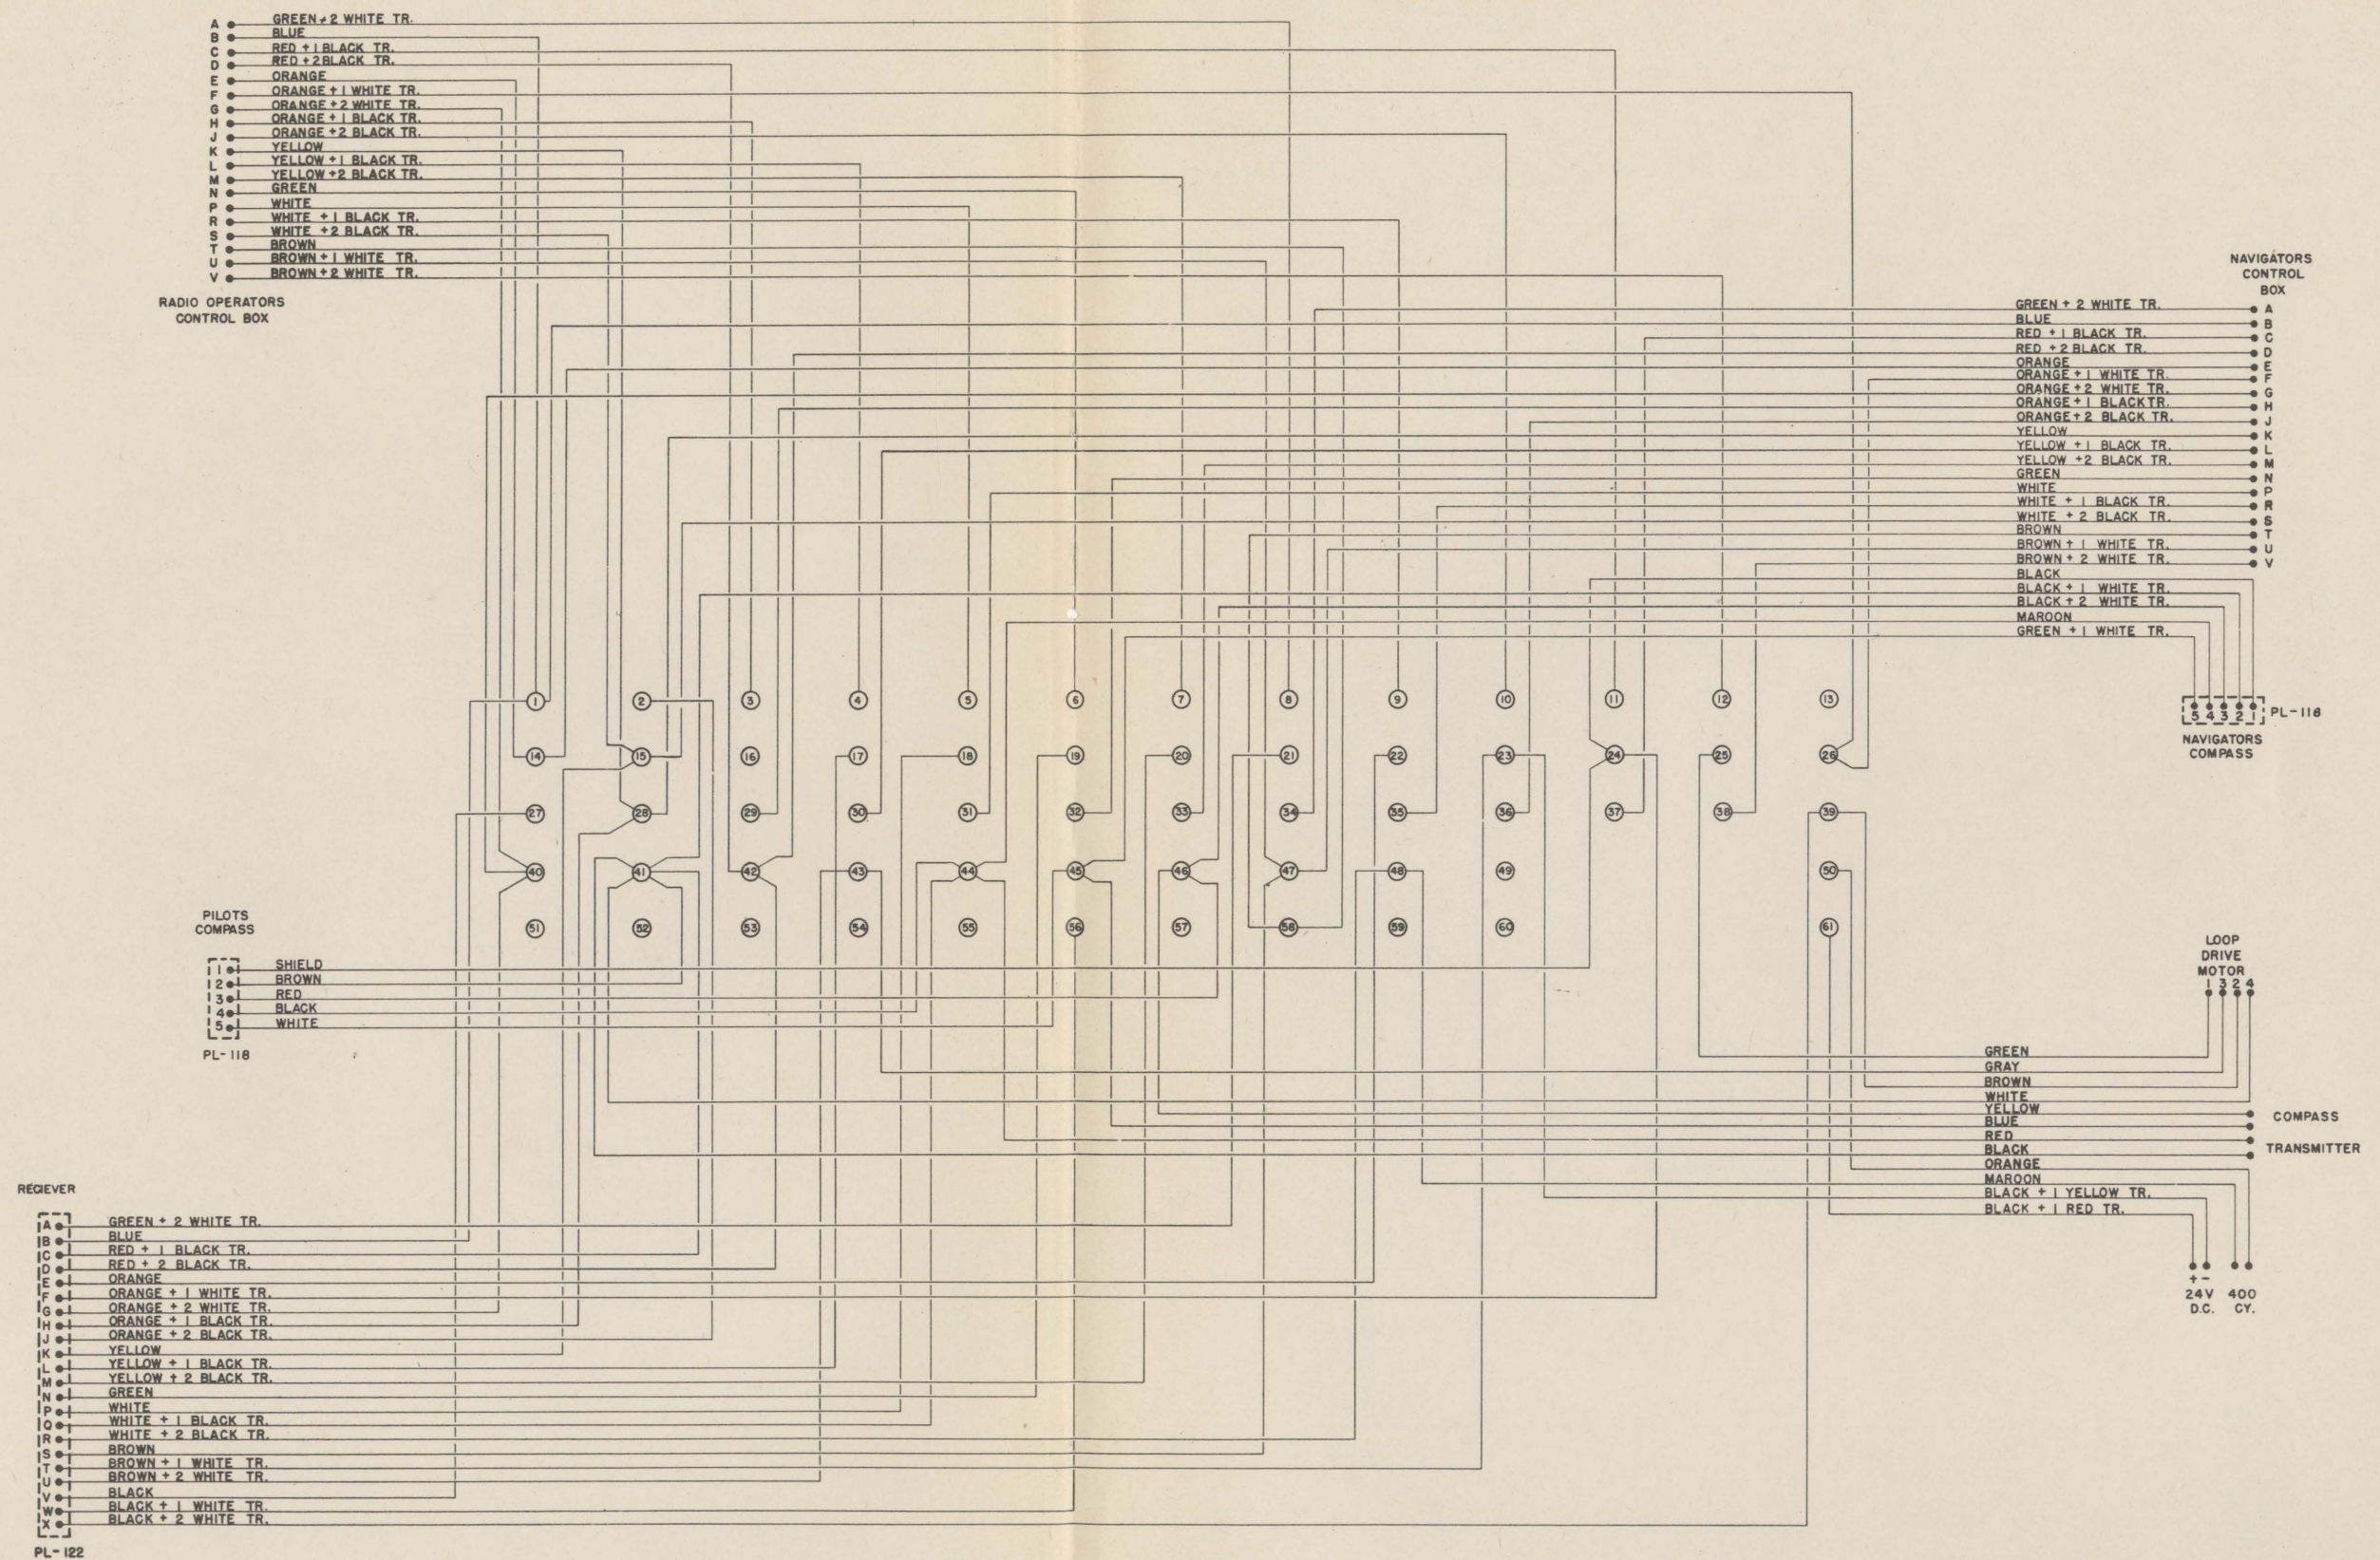 A GREEN + 2 WHITE TR.
B BLUE
C RED + 1 BLACK TR.
D RED + 2 BLACK TR.
E ORANGE
F ORANGE + 1 WHITE TR.
G ORANGE + 2 WHITE TR.
H ORANGE + 1 BLACK TR.
J ORANGE + 2 BLACK TR.
K YELLOW
L YELLOW + 1 BLACK TR.
M YELLOW + 2 BLACK TR.
N GREEN
P WHITE
R WHITE + 1 BLACK TR.
S WHITE + 2 BLACK TR.
T BROWN
U BROWN + 1 WHITE TR.
V BROWN + 2 WHITE TR.
RADIO OPERATORS
CONTROL BOX
NAVIGATORS
CONTROL
BOX
GREEN + 2 WHITE TR. A
BLUE B
RED + 1 BLACK TR. C
RED + 2 BLACK TR. D
ORANGE E
ORANGE + 1 WHITE TR. F
ORANGE + 2 WHITE TR. G
ORANGE + 1 BLACK TR. H
ORANGE + 2 BLACK TR. J
YELLOW K
YELLOW + 1 BLACK TR. L
YELLOW + 2 BLACK TR. M
GREEN N
WHITE P
WHITE + 1 BLACK TR. R
WHITE + 2 BLACK TR. S
BROWN T
BROWN + 1 WHITE TR. U
BROWN + 2 WHITE TR. V
BLACK
BLACK + 1 WHITE TR.
BLACK + 2 WHITE TR.
MAROON
GREEN + 1 WHITE TR.
5 4 3 2 1 PL-118
NAVIGATORS
COMPASS
1 2 3 4 5 6 7 8 9 10 11 12 13
14 15 16 17 18 19 20 21 22 23 24 25 26
27 28 29 30 31 32 33 34 35 36 37 38 39
40 41 42 43 44 45 46 47 48 49 50
51 52 53 54 55 56 57 58 59 60 61
PILOTS
COMPASS
1 SHIELD
2 BROWN
3 RED
4 BLACK
5 WHITE
PL-118
LOOP
DRIVE
MOTOR
1 3 2 4
GREEN
GRAY
BROWN
WHITE
YELLOW
BLUE
RED
BLACK
ORANGE
MAROON
BLACK + 1 YELLOW TR.
BLACK + 1 RED TR.
COMPASS
TRANSMITTER
+ -
24V 400
D.C. CY.
RECIEVER
A GREEN + 2 WHITE TR.
B BLUE
C RED + 1 BLACK TR.
D RED + 2 BLACK TR.
E ORANGE
F ORANGE + 1 WHITE TR.
G ORANGE + 2 WHITE TR.
H ORANGE + 1 BLACK TR.
J ORANGE + 2 BLACK TR.
K YELLOW
L YELLOW + 1 BLACK TR.
M YELLOW + 2 BLACK TR.
N GREEN
P WHITE
Q WHITE + 1 BLACK TR.
R WHITE + 2 BLACK TR.
S BROWN
T BROWN + 1 WHITE TR.
U BROWN + 2 WHITE TR.
V BLACK
W BLACK + 1 WHITE TR.
X BLACK + 2 WHITE TR.
PL-122